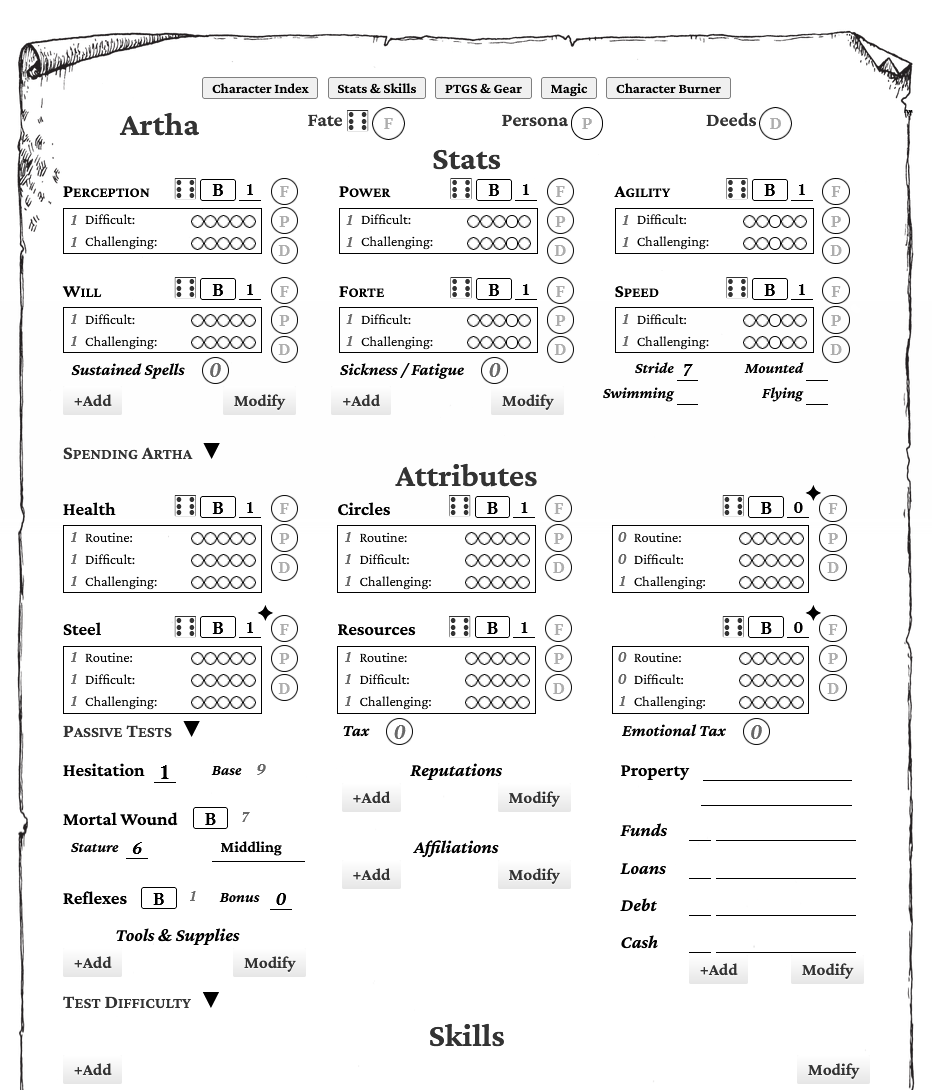 Character Index Stats & Skills PTGS & Gear Magic Character Burner
Artha Fate F Persona P Deeds D
Stats
Perception B 1 F Power B 1 F Agility B 1 F
1 Difficult: P 1 Difficult: P 1 Difficult: P
1 Challenging: D 1 Challenging: D 1 Challenging: D
Will B 1 F Forte B 1 F Speed B 1 F
1 Difficult: P 1 Difficult: P 1 Difficult: P
1 Challenging: D 1 Challenging: D 1 Challenging: D
Sustained Spells 0 Sickness / Fatigue 0 Stride 7 Mounted
Swimming Flying
+Add Modify +Add Modify
Spending Artha ▼
Attributes
Health B 1 F Circles B 1 F B 0 F
1 Routine: P 1 Routine: P 0 Routine: P
1 Difficult: D 1 Difficult: D 0 Difficult: D
1 Challenging: 1 Challenging: 1 Challenging:
Steel B 1 F Resources B 1 F B 0 F
1 Routine: P 1 Routine: P 0 Routine: P
1 Difficult: D 1 Difficult: D 0 Difficult: D
1 Challenging: 1 Challenging: 1 Challenging:
Passive Tests ▼ Tax 0 Emotional Tax 0
Hesitation 1 Base 9 Reputations Property
+Add Modify
Mortal Wound B 7 Funds
Stature 6 Middling Affiliations
Loans
+Add Modify
Reflexes B 1 Bonus 0 Debt
Tools & Supplies Cash
+Add Modify +Add Modify
Test Difficulty ▼
Skills
+Add Modify